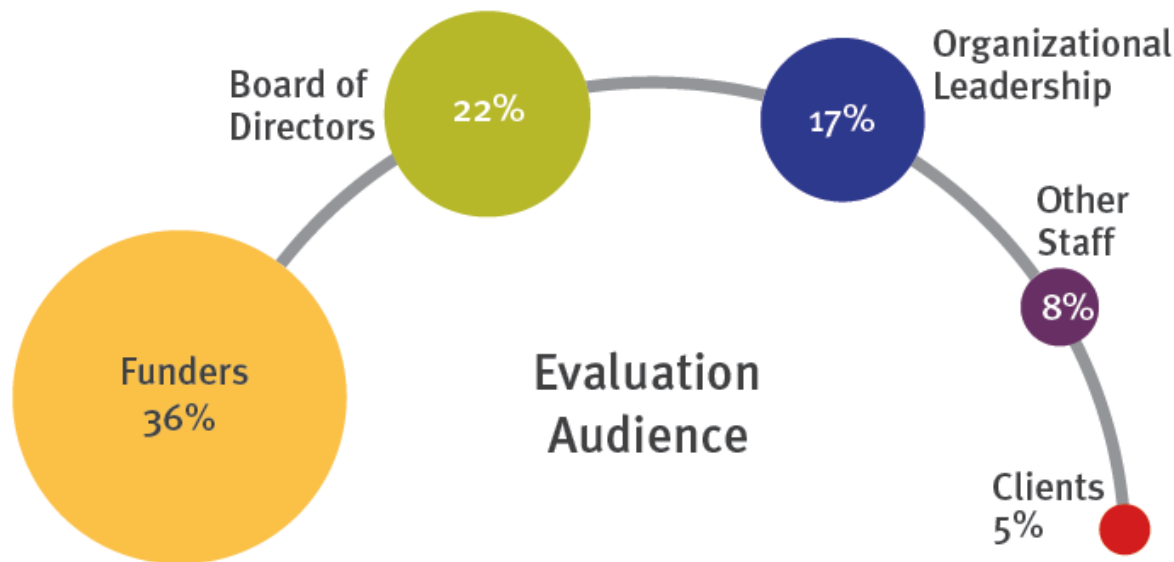 Board of
Directors
22%
17%
Organizational
Leadership
Other
Staff
8%
Funders
36%
Evaluation
Audience
Clients
5%